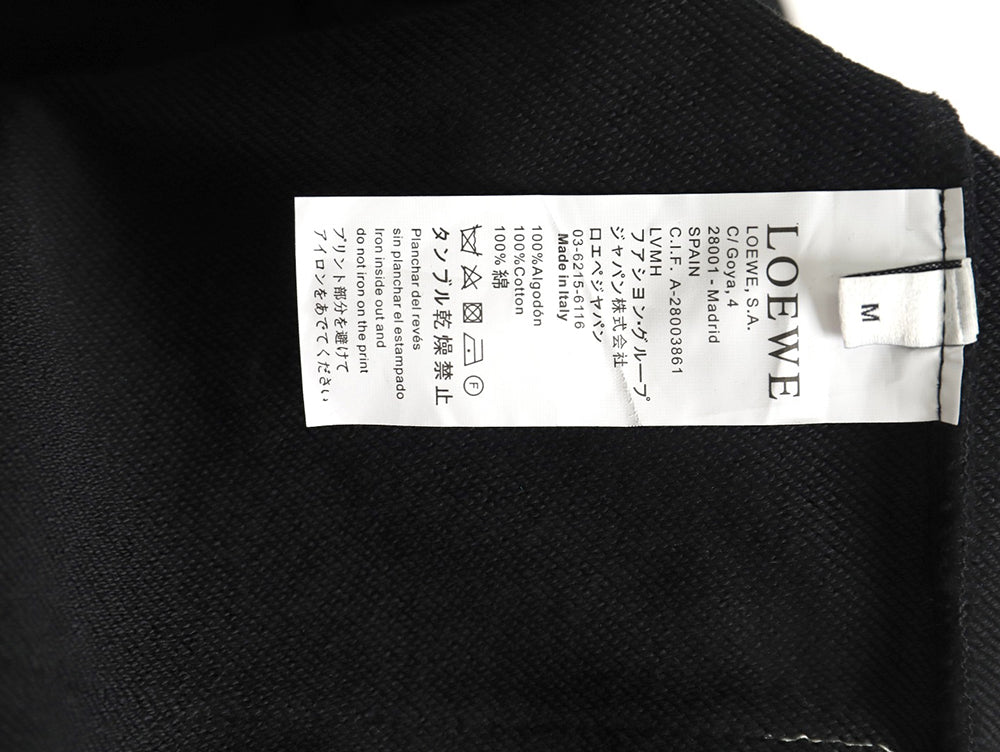 LOEWE
LOEWE, S.A.
C/ Goya, 4
28001 - Madrid
SPAIN
C.I.F. A-28003861
LVMH
ファション·グループ
ジャパン株式会社
ロエベジャパン
03-6215-6116
Made in Italy
100%Algodón
100%Cotton
100%綿
F
タンブル乾燥禁止
Planchar del revés
sin planchar el estampado
Iron inside out and
do not iron on the print
プリント部分を避けて
アイロンをあててください
M